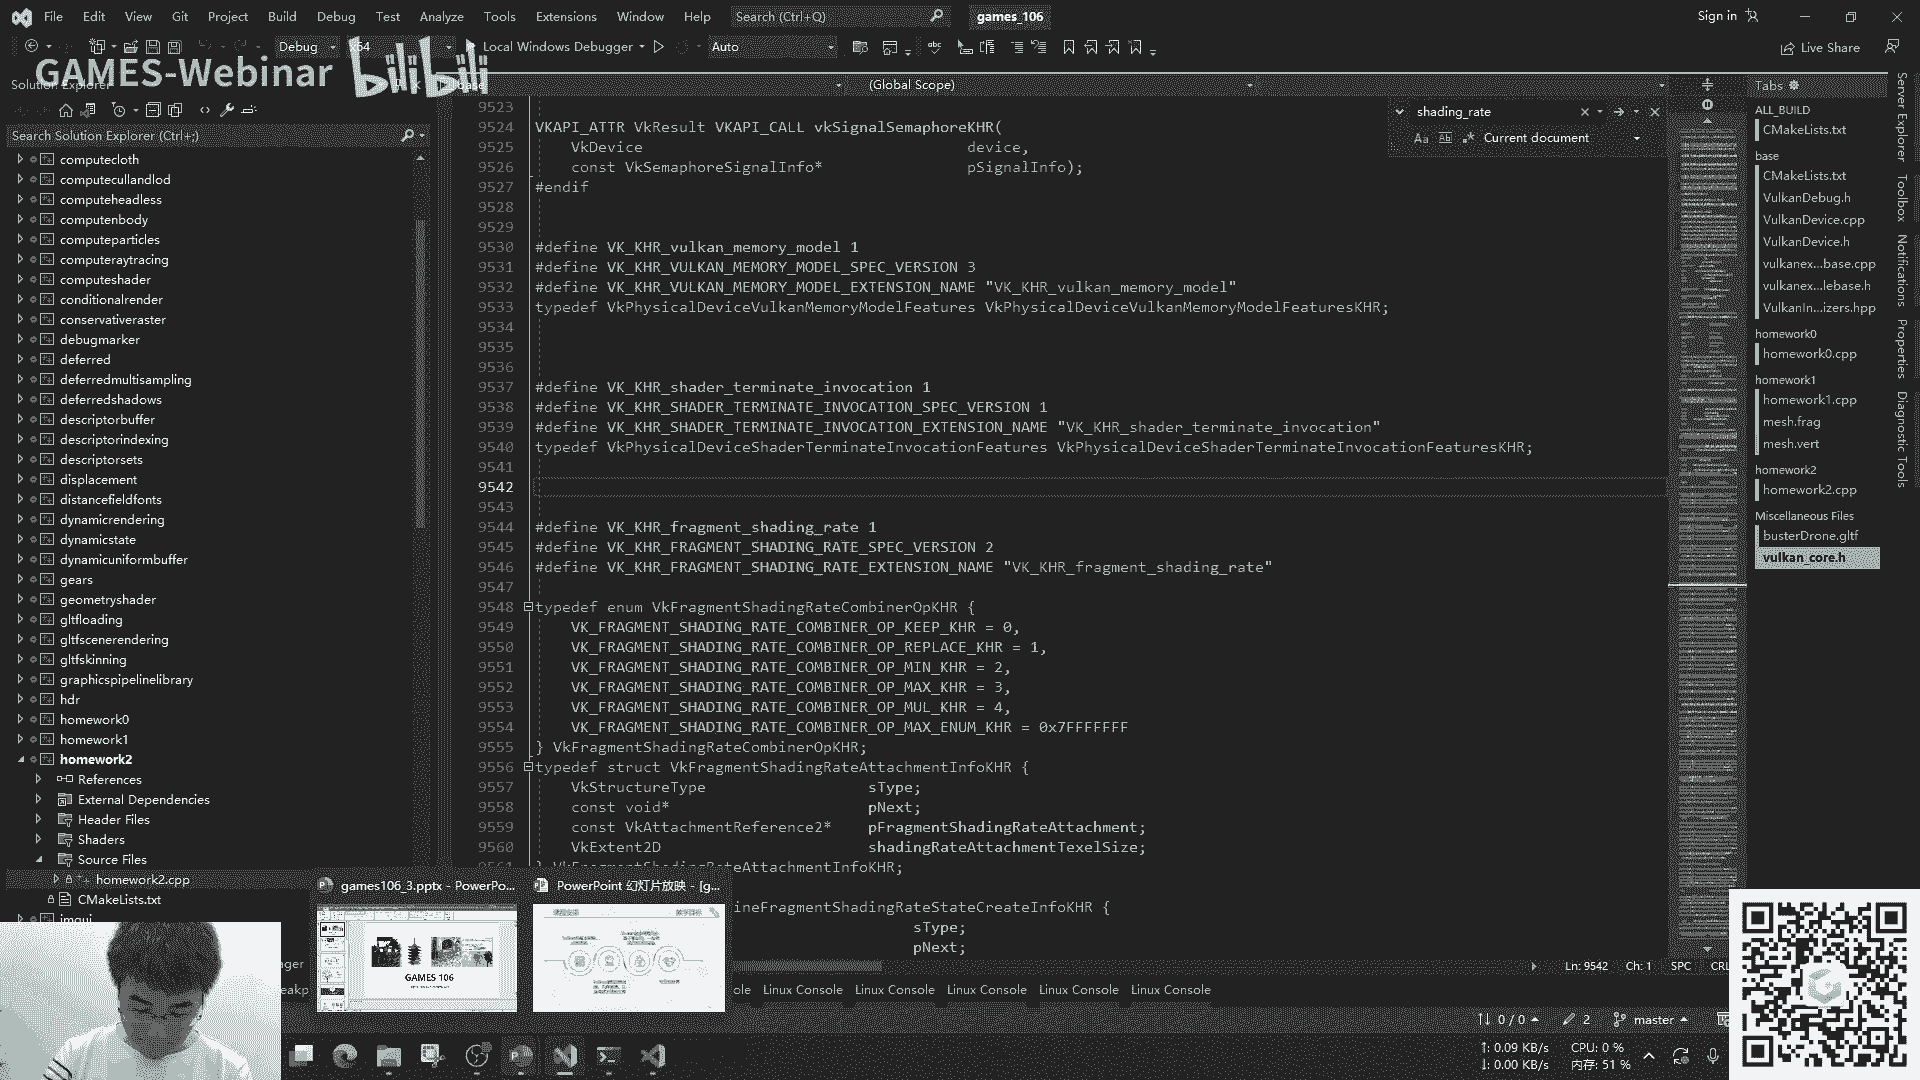 File Edit View Git Project Build Debug Test Analyze Tools Extensions Window Help Search (Ctrl+Q) games_106 Sign in
Debug x64 Local Windows Debugger Auto Live Share
GAMES-Webinar bilibili
Solution Explorer
base (Global Scope)
Search Solution Explorer (Ctrl+;)
computecloth
computecullandlod
computeheadless
computenbody
computeparticles
computeraytracing
computeshader
conditionalrender
conservativeraster
debugmarker
deferred
deferredmultisampling
deferredshadows
descriptorbuffer
descriptorindexing
descriptorsets
displacement
distancefieldfonts
dynamicrendering
dynamicstate
dynamicuniformbuffer
gears
geometryshader
gltfloading
gltfscenerendering
gltfskinning
graphicspipelinelibrary
hdr
homework0
homework1
homework2
References
External Dependencies
Header Files
Shaders
Source Files
homework2.cpp
CMakeLists.txt
imgui
9523
9524 VKAPI_ATTR VkResult VKAPI_CALL vkSignalSemaphoreKHR(
9525 VkDevice device,
9526 const VkSemaphoreSignalInfo* pSignalInfo);
9527 #endif
9528
9529
9530 #define VK_KHR_vulkan_memory_model 1
9531 #define VK_KHR_VULKAN_MEMORY_MODEL_SPEC_VERSION 3
9532 #define VK_KHR_VULKAN_MEMORY_MODEL_EXTENSION_NAME "VK_KHR_vulkan_memory_model"
9533 typedef VkPhysicalDeviceVulkanMemoryModelFeatures VkPhysicalDeviceVulkanMemoryModelFeaturesKHR;
9534
9535
9536
9537 #define VK_KHR_shader_terminate_invocation 1
9538 #define VK_KHR_SHADER_TERMINATE_INVOCATION_SPEC_VERSION 1
9539 #define VK_KHR_SHADER_TERMINATE_INVOCATION_EXTENSION_NAME "VK_KHR_shader_terminate_invocation"
9540 typedef VkPhysicalDeviceShaderTerminateInvocationFeatures VkPhysicalDeviceShaderTerminateInvocationFeaturesKHR;
9541
9542
9543
9544 #define VK_KHR_fragment_shading_rate 1
9545 #define VK_KHR_FRAGMENT_SHADING_RATE_SPEC_VERSION 2
9546 #define VK_KHR_FRAGMENT_SHADING_RATE_EXTENSION_NAME "VK_KHR_fragment_shading_rate"
9547
9548 typedef enum VkFragmentShadingRateCombinerOpKHR {
9549 VK_FRAGMENT_SHADING_RATE_COMBINER_OP_KEEP_KHR = 0,
9550 VK_FRAGMENT_SHADING_RATE_COMBINER_OP_REPLACE_KHR = 1,
9551 VK_FRAGMENT_SHADING_RATE_COMBINER_OP_MIN_KHR = 2,
9552 VK_FRAGMENT_SHADING_RATE_COMBINER_OP_MAX_KHR = 3,
9553 VK_FRAGMENT_SHADING_RATE_COMBINER_OP_MUL_KHR = 4,
9554 VK_FRAGMENT_SHADING_RATE_COMBINER_OP_MAX_ENUM_KHR = 0x7FFFFFFF
9555 } VkFragmentShadingRateCombinerOpKHR;
9556 typedef struct VkFragmentShadingRateAttachmentInfoKHR {
9557 VkStructureType sType;
9558 const void* pNext;
9559 const VkAttachmentReference2* pFragmentShadingRateAttachment;
9560 VkExtent2D shadingRateAttachmentTexelSize;
9561 } VkFragmentShadingRateAttachmentInfoKHR;
ineFragmentShadingRateStateCreateInfoKHR {
sType;
pNext;
shading_rate
Aa Ab Current document
Tabs
ALL_BUILD
CMakeLists.txt
base
CMakeLists.txt
VulkanDebug.h
VulkanDevice.cpp
VulkanDevice.h
vulkanex...base.cpp
vulkanex...lebase.h
VulkanIn...izers.hpp
homework0
homework0.cpp
homework1
homework1.cpp
mesh.frag
mesh.vert
homework2
homework2.cpp
Miscellaneous Files
busterDrone.gltf
vulkan_core.h
Server Explorer
Toolbox
Notifications
Properties
Diagnostic Tools
games106_3.pptx - PowerPo...
PowerPoint 幻灯片放映 - [g...
GAMES 106
Ln: 9542 Ch: 1 SPC CRL
Linux Console Linux Console Linux Console Linux Console Linux Console
0 / 0 2 master
↑: 0.09 KB/s CPU: 0 %
↓: 0.00 KB/s 内存: 51 %